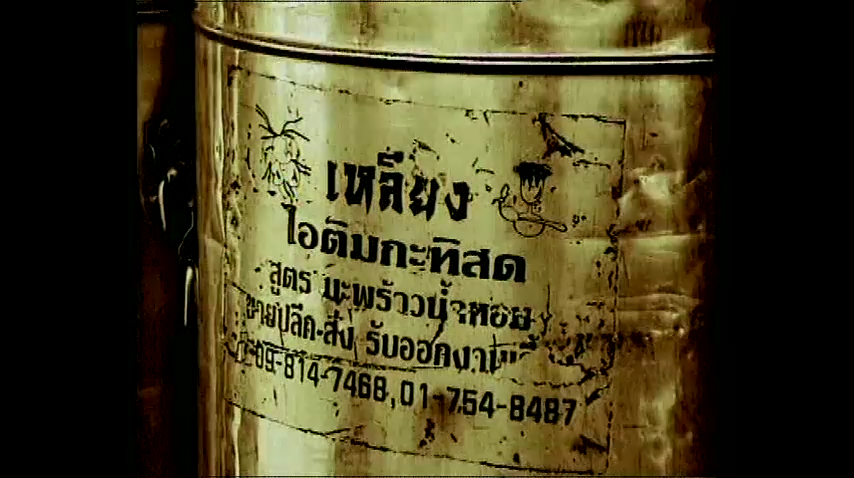 เหลียง
ไอติมกะทิสด
สูตร มะพร้าวน้ำหอม
ขายปลีก-ส่ง รับออกงาน
09-814-7468,01-754-8487